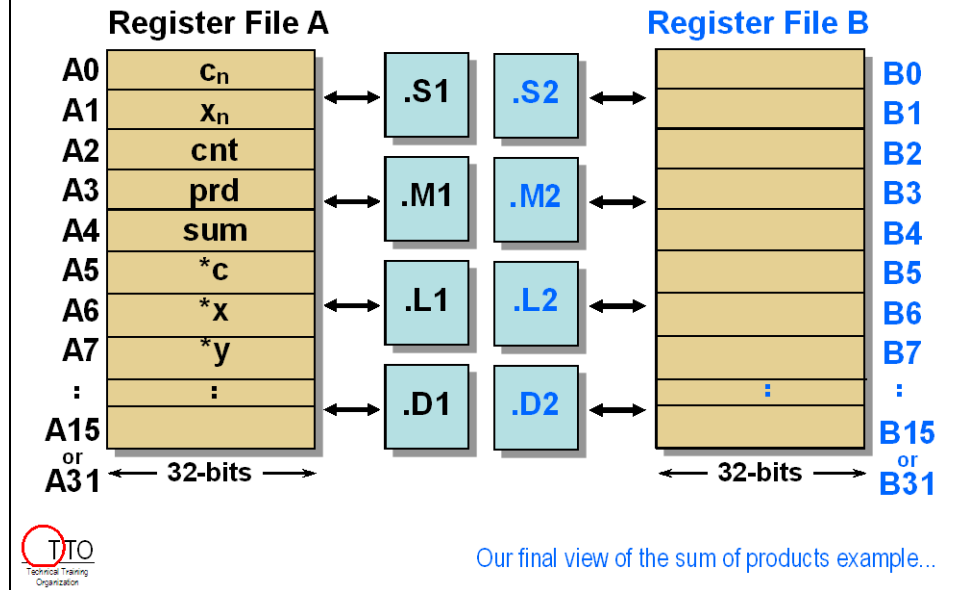 Register File A
Register File B
A0 cn .S1 .S2 B0
A1 xn B1
A2 cnt B2
A3 prd .M1 .M2 B3
A4 sum B4
A5 *c B5
A6 *x .L1 .L2 B6
A7 *y B7
: : : :
.D1 .D2
A15 B15
or or
A31 32-bits 32-bits B31
TTO
Technical Training
Organization
Our final view of the sum of products example...